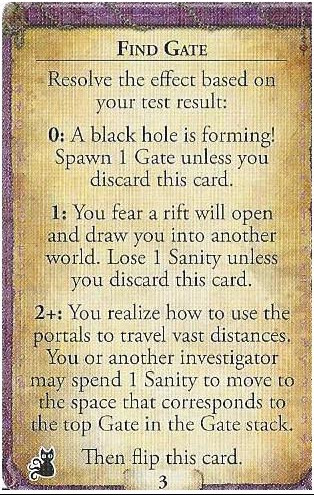 FIND GATE
Resolve the effect based on
your test result:
0: A black hole is forming!
Spawn 1 Gate unless you
discard this card.
1: You fear a rift will open
and draw you into another
world. Lose 1 Sanity unless
you discard this card.
2+: You realize how to use the
portals to travel vast distances.
You or another investigator
may spend 1 Sanity to move to
the space that corresponds to
the top Gate in the Gate stack.
Then flip this card.
3